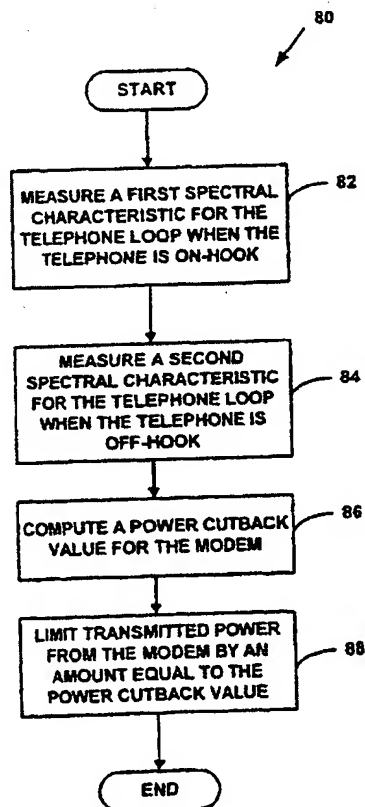 80
START
MEASURE A FIRST SPECTRAL
CHARACTERISTIC FOR THE
TELEPHONE LOOP WHEN THE
TELEPHONE IS ON-HOOK
82
MEASURE A SECOND
SPECTRAL CHARACTERISTIC
FOR THE TELEPHONE LOOP
WHEN THE TELEPHONE IS
OFF-HOOK
84
COMPUTE A POWER CUTBACK
VALUE FOR THE MODEM
86
LIMIT TRANSMITTED POWER
FROM THE MODEM BY AN
AMOUNT EQUAL TO THE
POWER CUTBACK VALUE
88
END